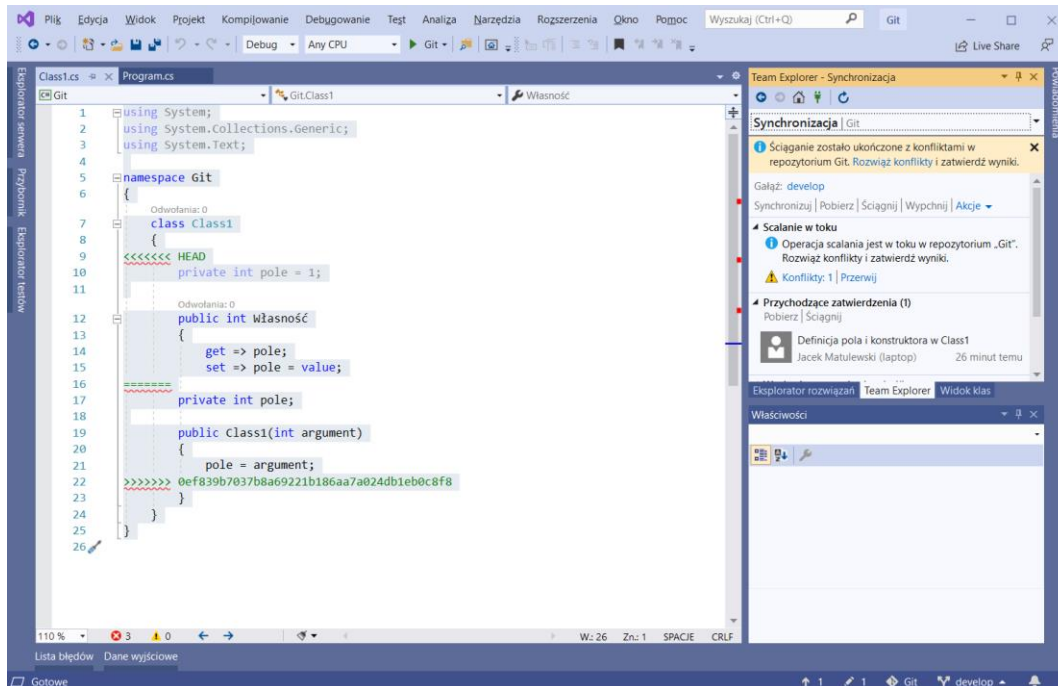 Plik Edycja Widok Projekt Kompilowanie Debugowanie Test Analiza Narzędzia Rozszerzenia Okno Pomoc Wyszukaj (Ctrl+Q) Git
Debug Any CPU Git Live Share
Eksplorator serwera
Przybornik
Eksplorator testów
Class1.cs Program.cs
Git Git.Class1 Własność
1 using System;
2 using System.Collections.Generic;
3 using System.Text;
4
5 namespace Git
6 {
Odwołania: 0
7 class Class1
8 {
9 <<<<<<< HEAD
10 private int pole = 1;
11
Odwołania: 0
12 public int Własność
13 {
14 get => pole;
15 set => pole = value;
16 =======
17 private int pole;
18
19 public Class1(int argument)
20 {
21 pole = argument;
22 >>>>>>> 0ef839b7037b8a69221b186aa7a024db1eb0c8f8
23 }
24 }
25 }
26
110 % 3 0 W.: 26 Zn.: 1 SPACJE CRLF
Team Explorer - Synchronizacja
Synchronizacja | Git
Ściąganie zostało ukończone z konfliktami w
repozytorium Git. Rozwiąż konflikty i zatwierdź wyniki.
Gałąź: develop
Synchronizuj | Pobierz | Ściągnij | Wypchnij | Akcje
Scalanie w toku
Operacja scalania jest w toku w repozytorium „Git”.
Rozwiąż konflikty i zatwierdź wyniki.
Konflikty: 1 | Przerwij
Przychodzące zatwierdzenia (1)
Pobierz | Ściągnij
Definicja pola i konstruktora w Class1
Jacek Matulewski (laptop) 26 minut temu
Eksplorator rozwiązań Team Explorer Widok klas
Właściwości
Powiadomienia
Lista błędów Dane wyjściowe
Gotowe 1 1 Git develop